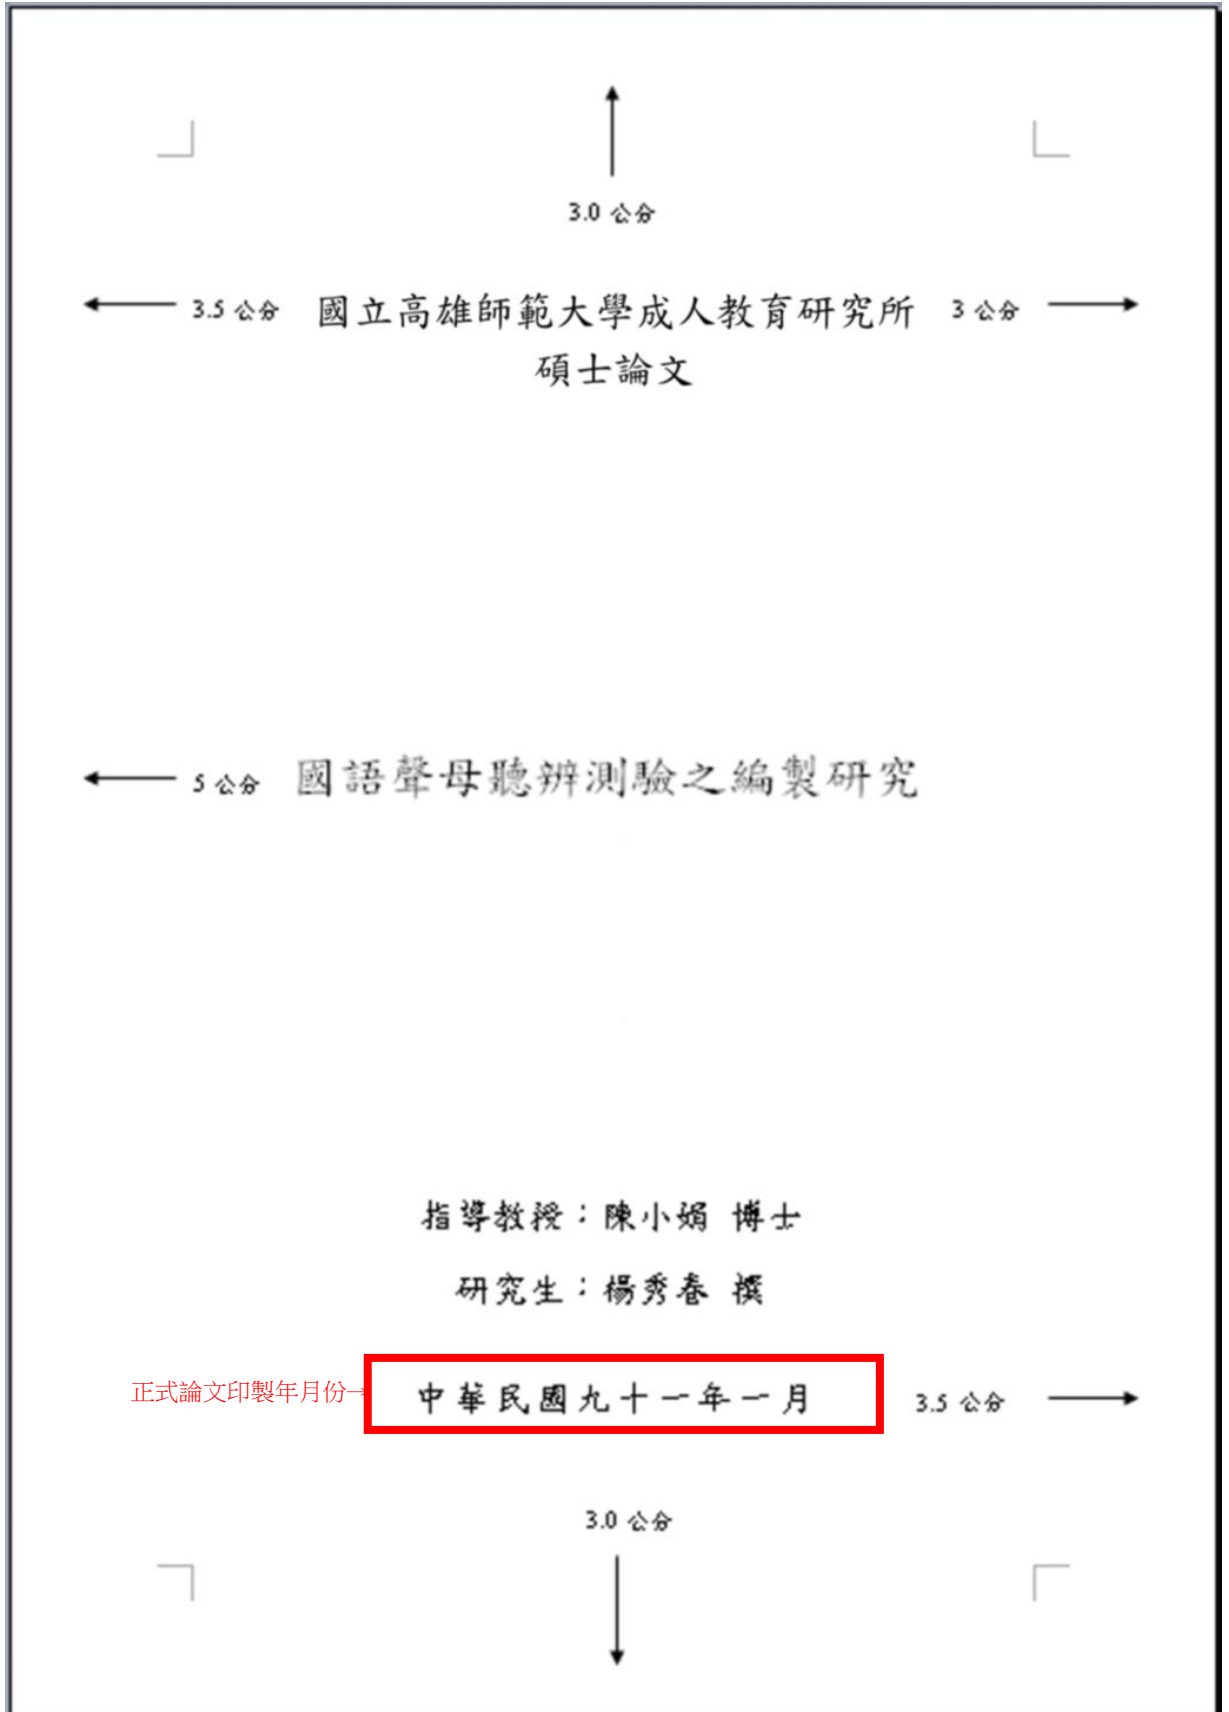 3.0 公分
3.5 公分 國立高雄師範大學成人教育研究所 3 公分
碩士論文
5 公分 國語聲母聽辨測驗之編製研究
指導教授：陳小娟 博士
研究生：楊秀春 撰
正式論文印製年月份→ 中華民國九十一年一月 3.5 公分
3.0 公分